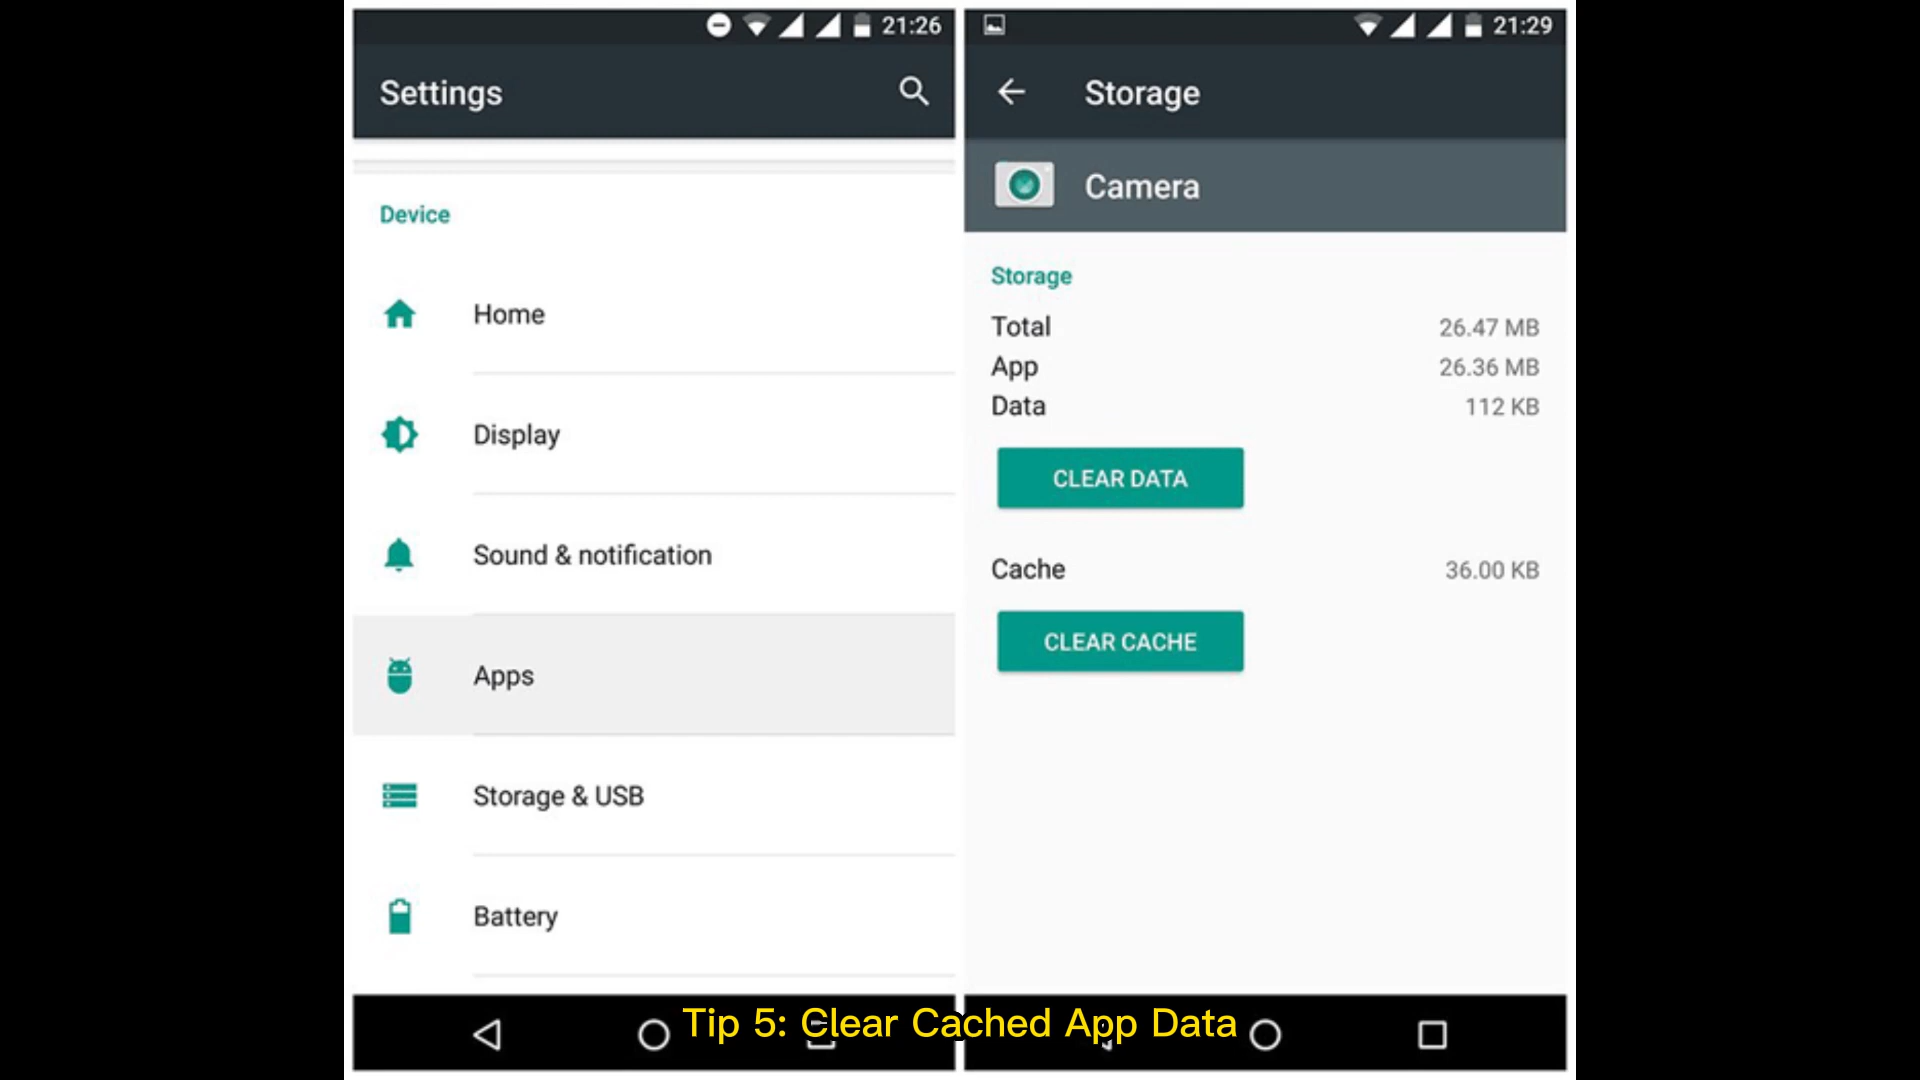 21:26
Settings
Device
Home
Display
Sound & notification
Apps
Storage & USB
Battery
21:29
Storage
Camera
Storage
Total 26.47 MB
App 26.36 MB
Data 112 KB
CLEAR DATA
Cache 36.00 KB
CLEAR CACHE
Tip 5: Clear Cached App Data